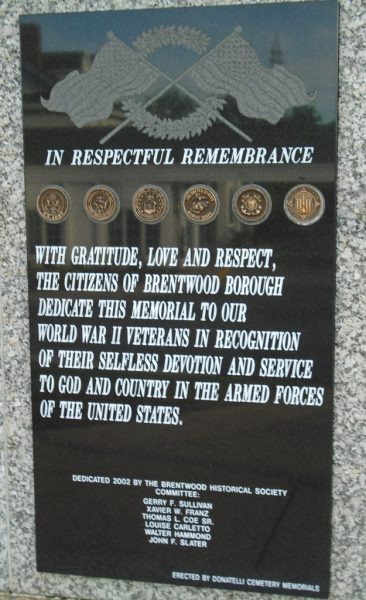 IN RESPECTFUL REMEMBRANCE
WITH GRATITUDE, LOVE AND RESPECT,
THE CITIZENS OF BRENTWOOD BOROUGH
DEDICATE THIS MEMORIAL TO OUR
WORLD WAR II VETERANS IN RECOGNITION
OF THEIR SELFLESS DEVOTION AND SERVICE
TO GOD AND COUNTRY IN THE ARMED FORCES
OF THE UNITED STATES.
DEDICATED 2002 BY THE BRENTWOOD HISTORICAL SOCIETY
COMMITTEE:
GERRY F. SULLIVAN
XAVIER W. FRANZ
THOMAS L. COE SR.
LOUISE CARLETTO
WALTER HAMMOND
JOHN F. SLATER
ERECTED BY DONATELLI CEMETERY MEMORIALS